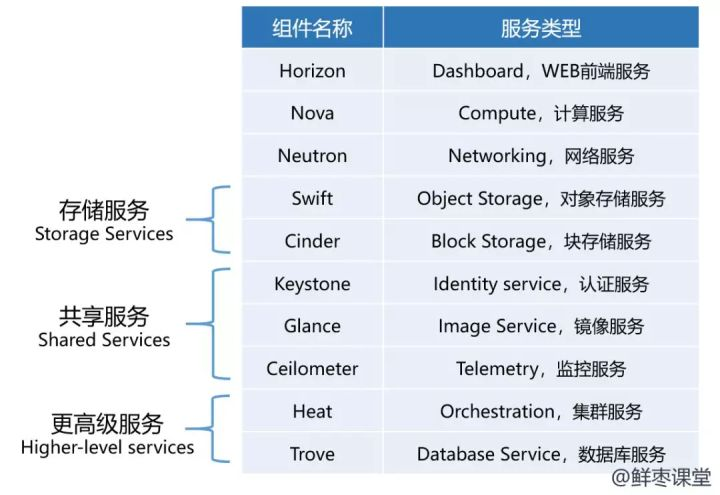 组件名称 服务类型
Horizon Dashboard，WEB前端服务
Nova Compute，计算服务
Neutron Networking，网络服务
存储服务
Storage Services
Swift Object Storage，对象存储服务
Cinder Block Storage，块存储服务
共享服务
Shared Services
Keystone Identity service，认证服务
Glance Image Service，镜像服务
Ceilometer Telemetry，监控服务
更高级服务
Higher-level services
Heat Orchestration，集群服务
Trove Database Service，数据库服务
@鲜枣课堂